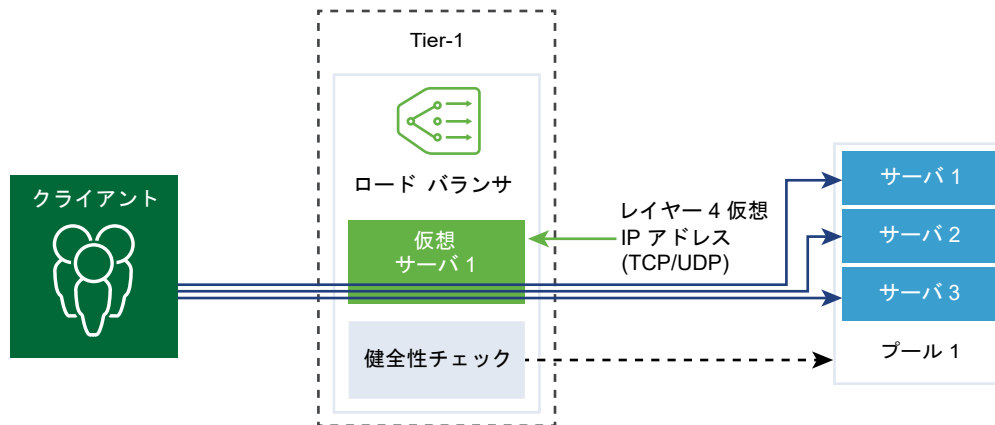 Tier-1
ロード バランサ
クライアント
仮想
サーバ 1
レイヤー 4 仮想
IP アドレス
(TCP/UDP)
健全性チェック
サーバ 1
サーバ 2
サーバ 3
プール 1